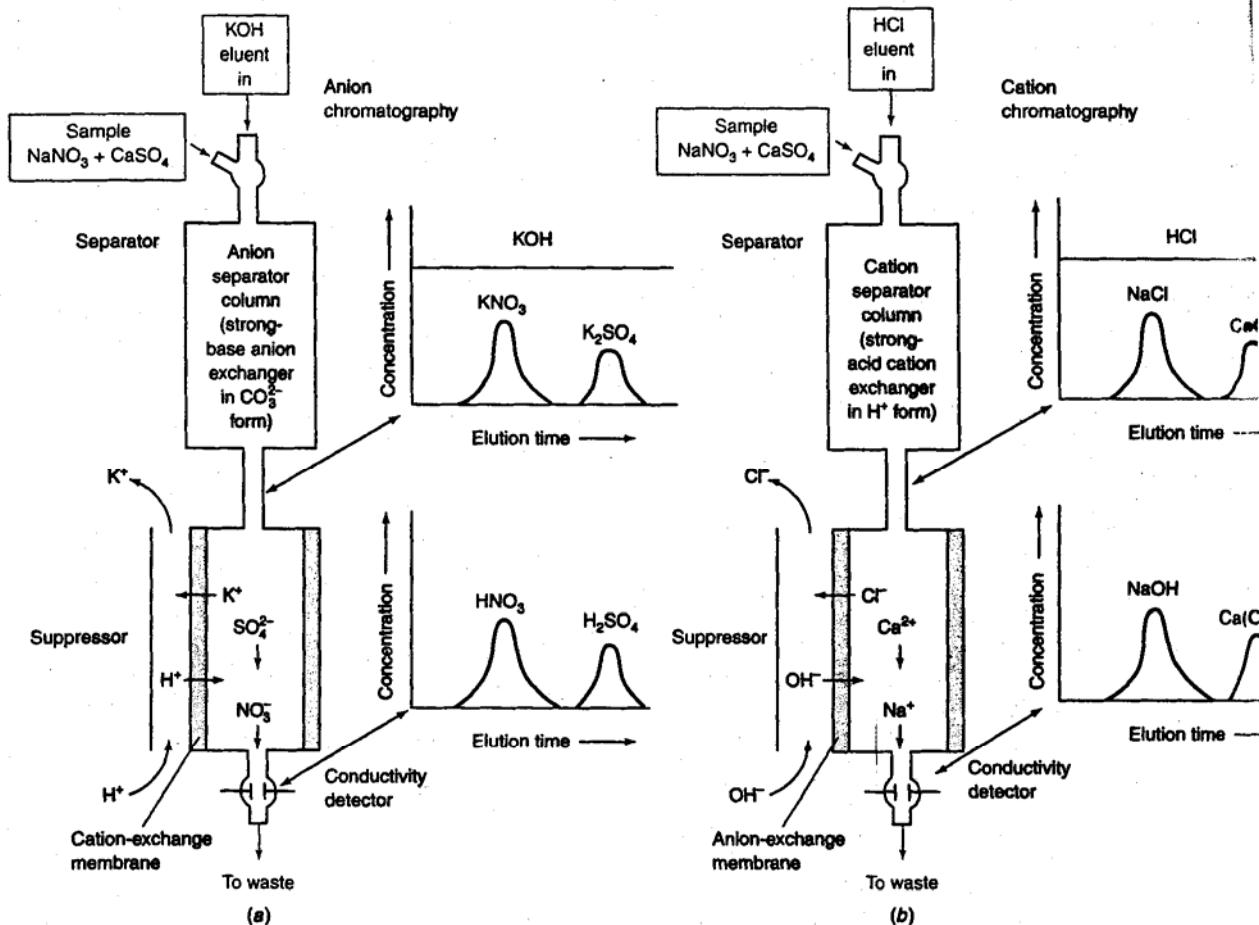 KOH
eluent
in
Anion
chromatography
Sample
NaNO₃ + CaSO₄
Separator
Anion
separator
column
(strong-
base anion
exchanger
in CO₃²⁻
form)
Concentration
KOH
KNO₃
K₂SO₄
Elution time
K⁺
Suppressor
K⁺
SO₄²⁻
H⁺
NO₃⁻
H⁺
Concentration
HNO₃
H₂SO₄
Elution time
Conductivity
detector
Cation-exchange
membrane
To waste
(a)
HCl
eluent
in
Cation
chromatography
Sample
NaNO₃ + CaSO₄
Separator
Cation
separator
column
(strong-
acid cation
exchanger
in H⁺ form)
Concentration
HCl
NaCl
Elution time
Cl⁻
Suppressor
Cl⁻
Ca²⁺
OH⁻
Na⁺
OH⁻
Concentration
NaOH
Ca(O
Elution time
Conductivity
detector
Anion-exchange
membrane
To waste
(b)